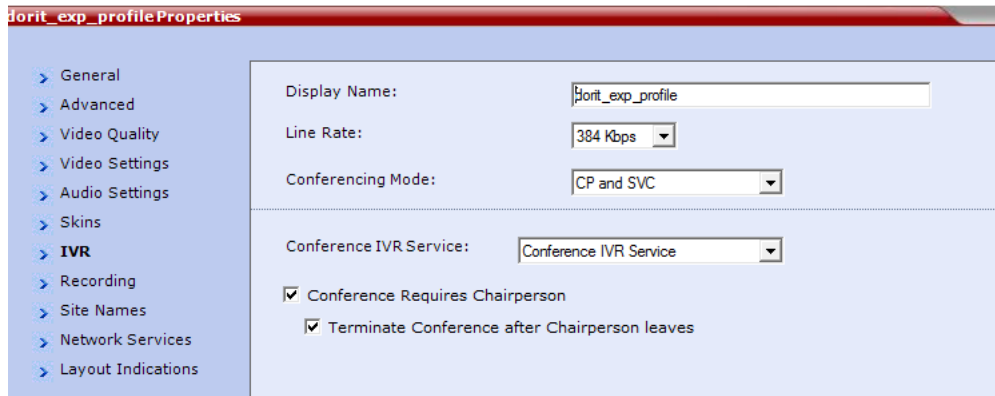 dorit_exp_profile Properties
General
Advanced
Video Quality
Video Settings
Audio Settings
Skins
IVR
Recording
Site Names
Network Services
Layout Indications
Display Name: dorit_exp_profile
Line Rate: 384 Kbps
Conferencing Mode: CP and SVC
Conference IVR Service: Conference IVR Service
Conference Requires Chairperson
Terminate Conference after Chairperson leaves